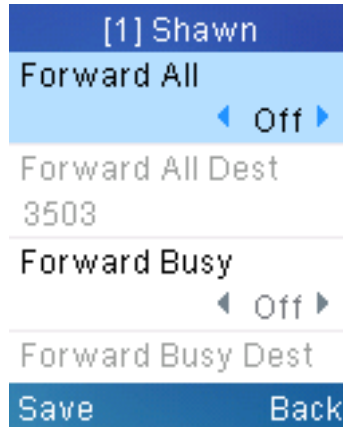 [1] Shawn
Forward All
Off
Forward All Dest
3503
Forward Busy
Off
Forward Busy Dest
Save Back